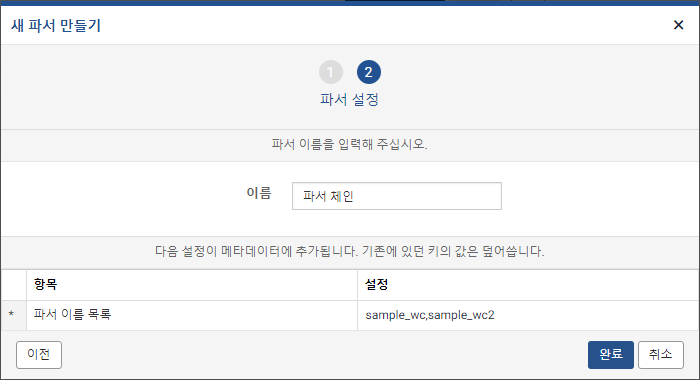 새 파서 만들기 ×
1 2
파서 설정
파서 이름을 입력해 주십시오.
이름 파서 체인
다음 설정이 메타데이터에 추가됩니다. 기존에 있던 키의 값은 덮어씁니다.
항목 설정
* 파서 이름 목록 sample_wc,sample_wc2
이전 완료 취소